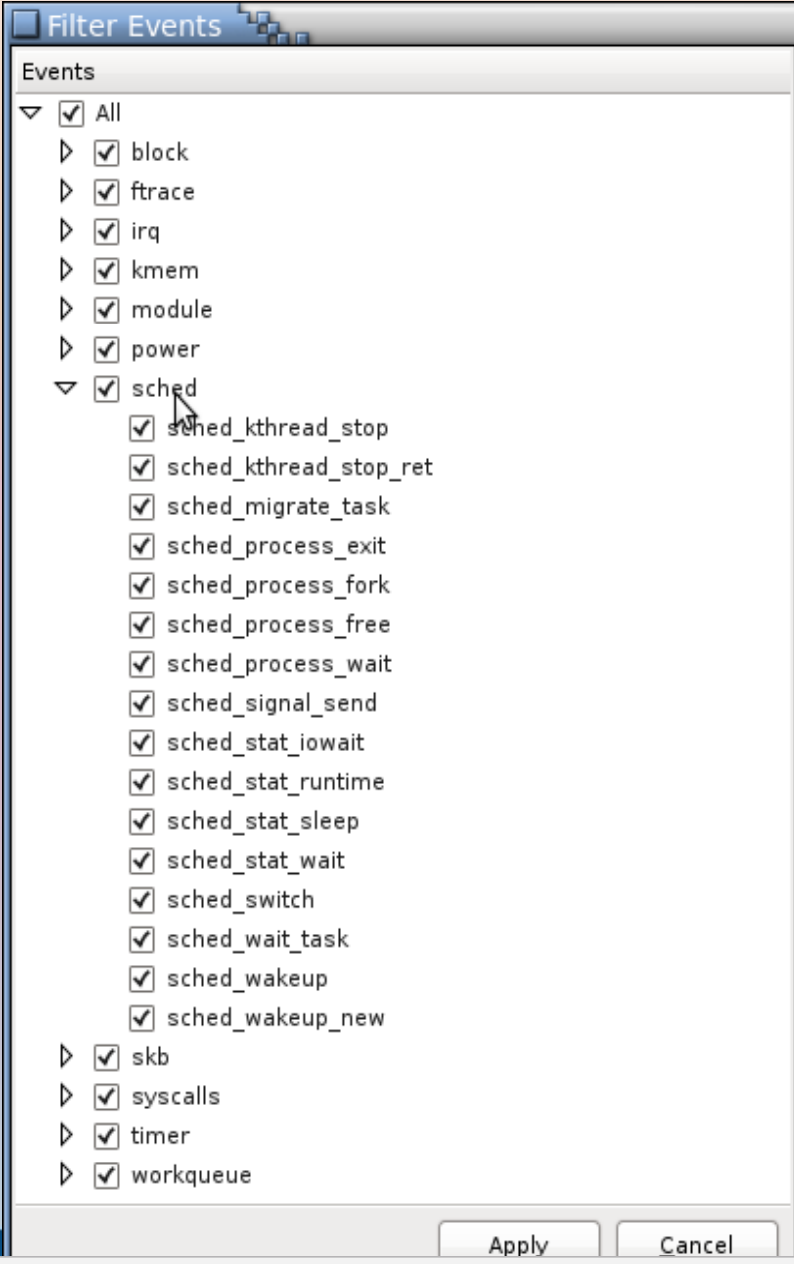 Filter Events
Events
All
block
ftrace
irq
kmem
module
power
sched
sched_kthread_stop
sched_kthread_stop_ret
sched_migrate_task
sched_process_exit
sched_process_fork
sched_process_free
sched_process_wait
sched_signal_send
sched_stat_iowait
sched_stat_runtime
sched_stat_sleep
sched_stat_wait
sched_switch
sched_wait_task
sched_wakeup
sched_wakeup_new
skb
syscalls
timer
workqueue
Apply Cancel